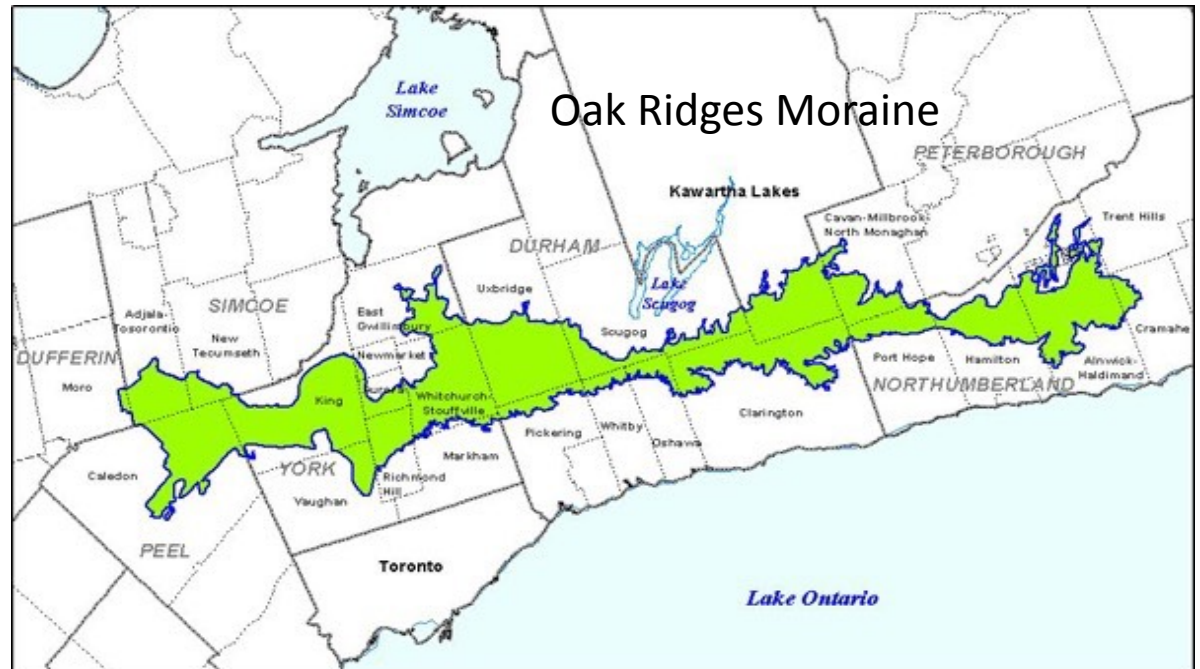 Lake
Simcoe
Oak Ridges Moraine
PETERBOROUGH
Kawartha Lakes
Cavan-Millbrook-
North Monaghan
Trent Hills
DURHAM
Uxbridge
Lake
Scugog
SIMCOE
Adjala-
Tosorontio
New
Tecumseth
East
Gwillimbury
Scugog
Cramahe
DUFFERIN
Moro
Newmarket
Port Hope
Hamilton
Alnwick-
Haldimand
NORTHUMBERLAND
King
Whitchurch-
Stouffville
Clarington
Pickering
Whitby
Oshawa
Caledon
YORK
Markham
Richmond
Hill
Vaughan
PEEL
Toronto
Lake Ontario